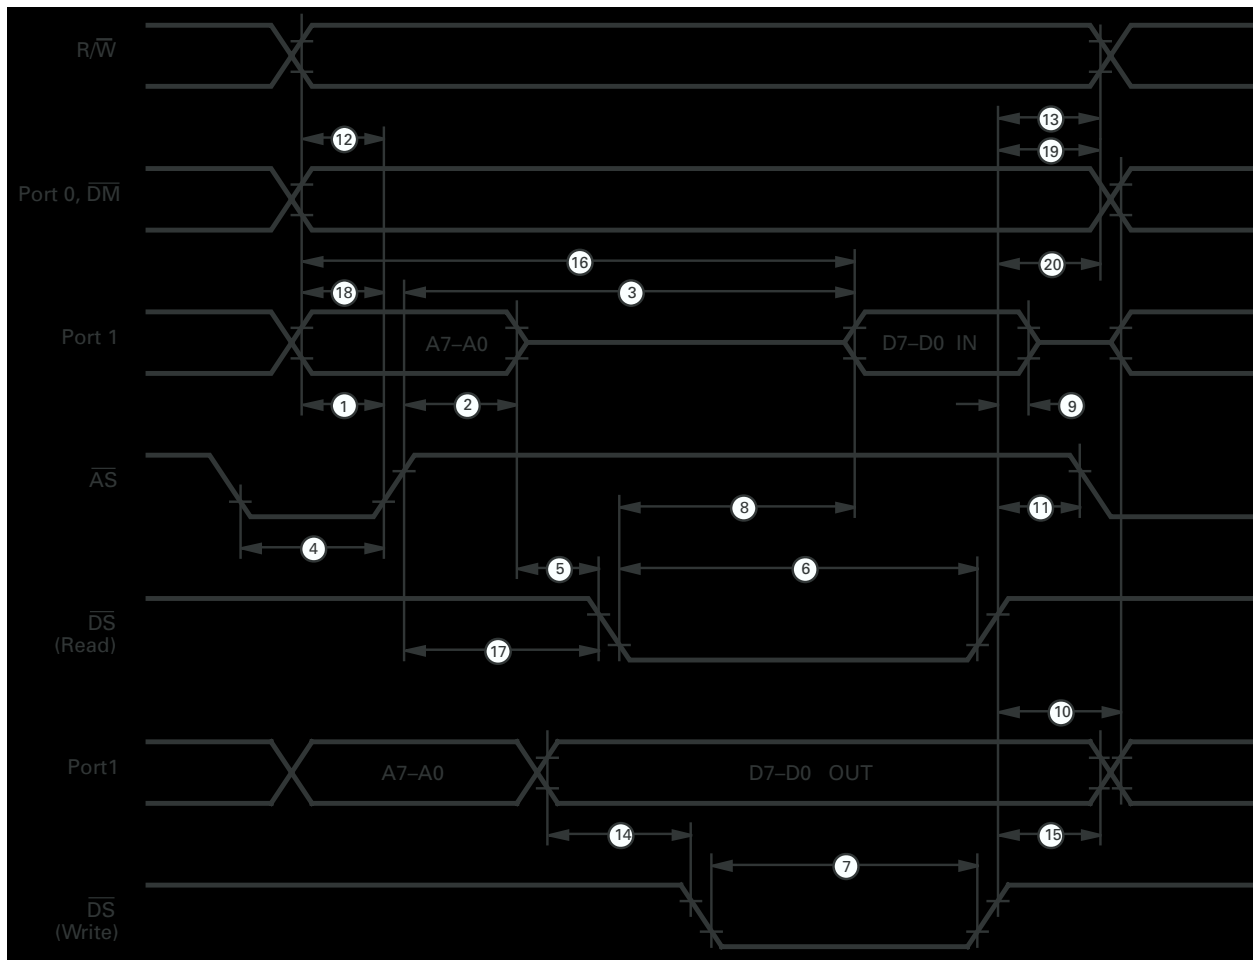 R/W̅
12
13
19
Port 0, D̅M̅
16
20
18
3
Port 1
A7–A0
D7–D0 IN
1
2
9
A̅S̅
8
11
4
5
6
D̅S̅
(Read)
17
10
Port1
A7–A0
D7–D0 OUT
14
15
7
D̅S̅
(Write)